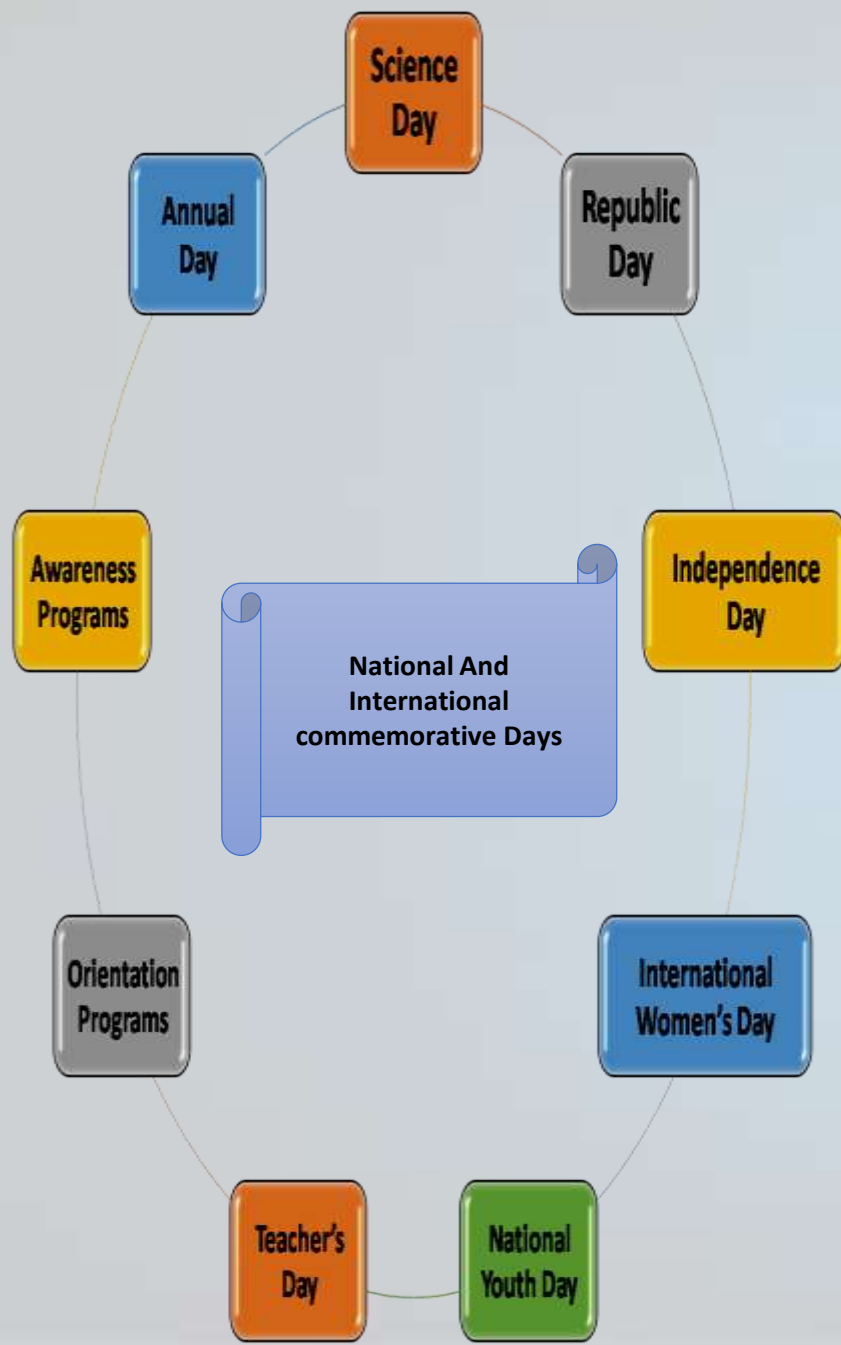 Science
Day
Republic
Day
Independence
Day
International
Women's Day
National
Youth Day
Teacher's
Day
Orientation
Programs
Awareness
Programs
Annual
Day
National And
International
commemorative Days